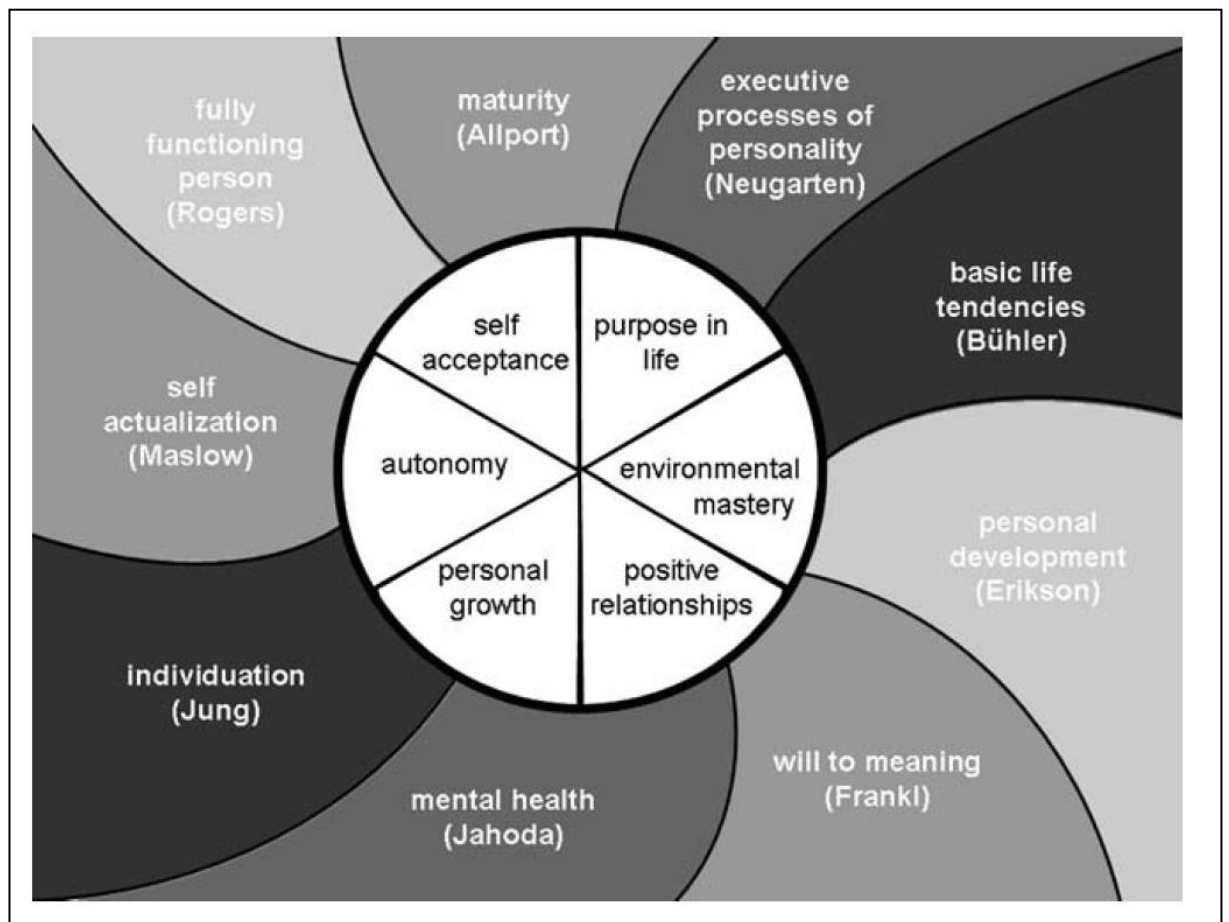 fully
functioning
person
(Rogers)
maturity
(Allport)
executive
processes of
personality
(Neugarten)
basic life
tendencies
(Bühler)
self
actualization
(Maslow)
self
acceptance
purpose in
life
autonomy
environmental
mastery
personal
growth
positive
relationships
personal
development
(Erikson)
individuation
(Jung)
mental health
(Jahoda)
will to meaning
(Frankl)